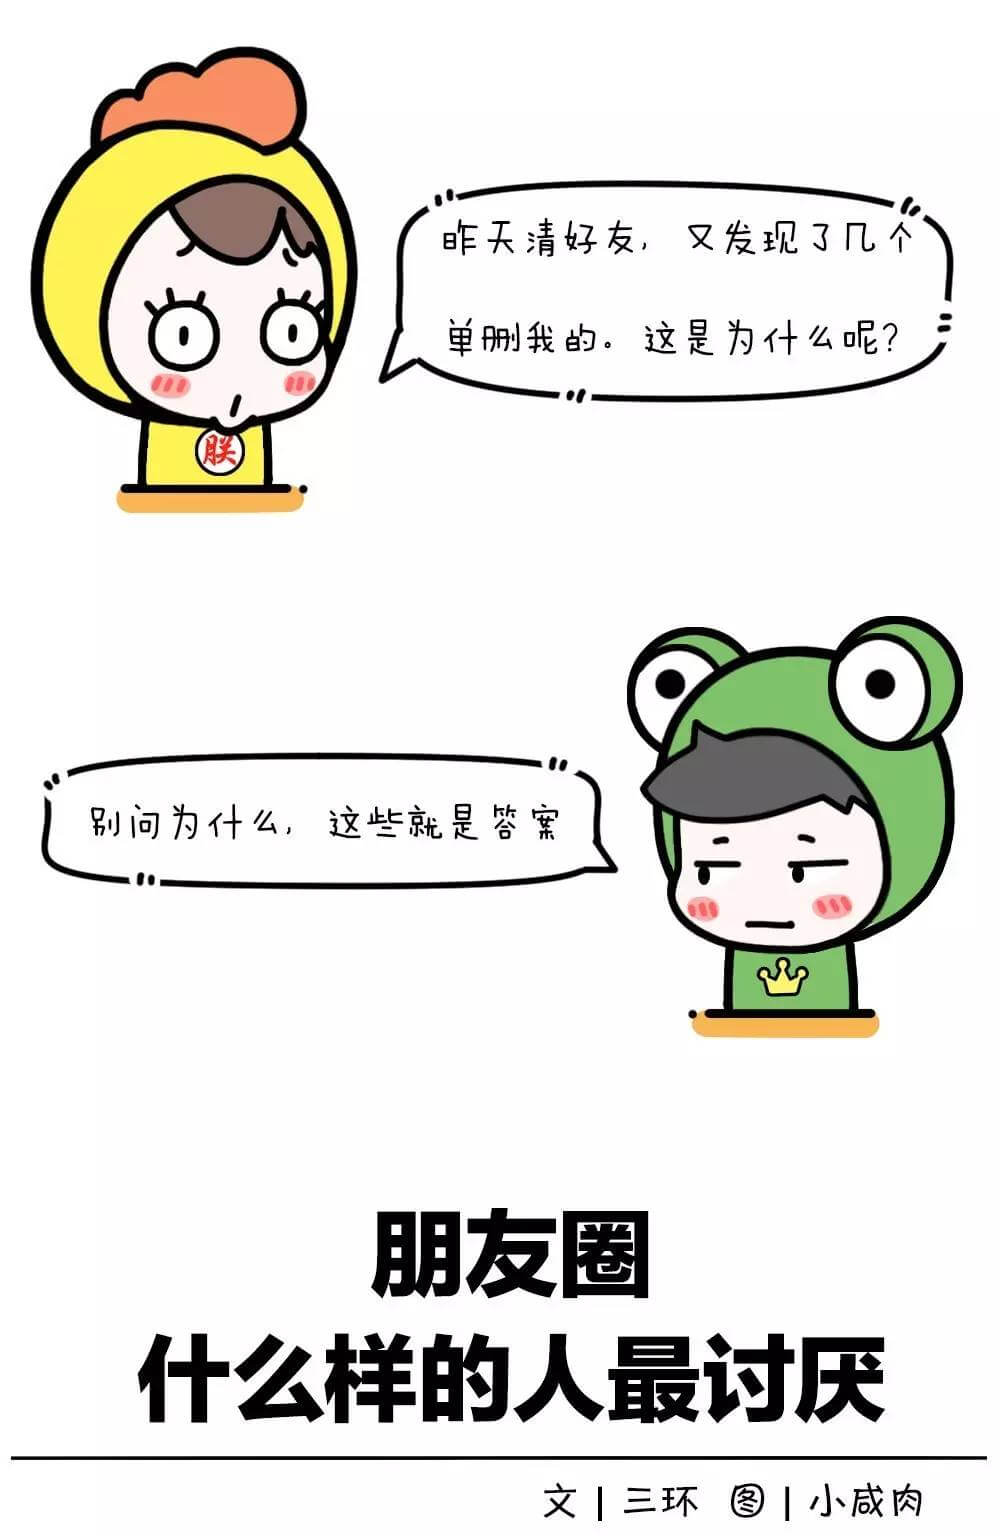 昨天清好友，又发现了几个
单删我的。这是为什么呢？
朕
别问为什么，这些就是答案
朋友圈
什么样的人最讨厌
文 | 三环 图 | 小咸肉